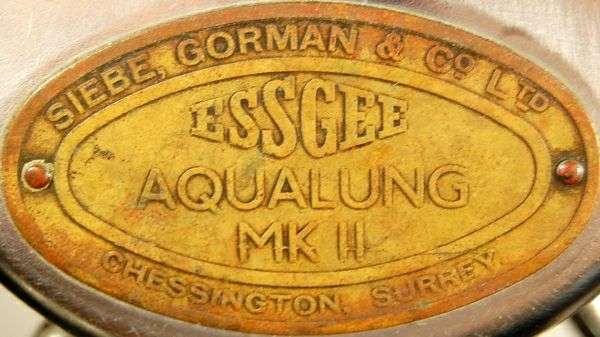 SIEBE, GORMAN & CO LTD
ESSGEE
AQUALUNG
MK II
CHESSINGTON, SURREY